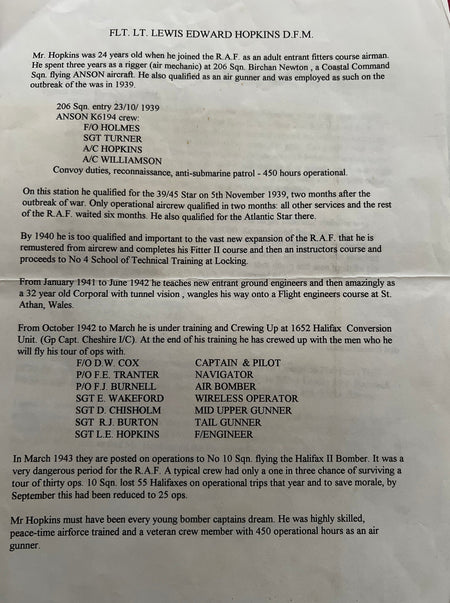 FLT. LT. LEWIS EDWARD HOPKINS D.F.M.
Mr. Hopkins was 24 years old when he joined the R.A.F. as an adult entrant fitters course airman.
He spent three years as a rigger (air mechanic) at 206 Sqn. Birchan Newton , a Coastal Command
Sqn. flying ANSON aircraft. He also qualified as an air gunner and was employed as such on the
outbreak of the was in 1939.
206 Sqn. entry 23/10/ 1939
ANSON K6194 crew:
F/O HOLMES
SGT TURNER
A/C HOPKINS
A/C WILLIAMSON
Convoy duties, reconnaissance, anti-submarine patrol - 450 hours operational.
On this station he qualified for the 39/45 Star on 5th November 1939, two months after the
outbreak of war. Only operational aircrew qualified in two months: all other services and the rest
of the R.A.F. waited six months. He also qualified for the Atlantic Star there.
By 1940 he is too qualified and important to the vast new expansion of the R.A.F. that he is
remustered from aircrew and completes his Fitter II course and then an instructors course and
proceeds to No 4 School of Technical Training at Locking.
From January 1941 to June 1942 he teaches new entrant ground engineers and then amazingly as
a 32 year old Corporal with tunnel vision , wangles his way onto a Flight engineers course at St.
Athan, Wales.
From October 1942 to March he is under training and Crewing Up at 1652 Halifax Conversion
Unit. (Gp Capt. Cheshire I/C). At the end of his training he has crewed up with the men who he
will fly his tour of ops with.
F/O D.W. COX CAPTAIN & PILOT
P/O F.E. TRANTER NAVIGATOR
P/O F.J. BURNELL AIR BOMBER
SGT E. WAKEFORD WIRELESS OPERATOR
SGT D. CHISHOLM MID UPPER GUNNER
SGT R.J. BURTON TAIL GUNNER
SGT L.E. HOPKINS F/ENGINEER
In March 1943 they are posted on operations to No 10 Sqn. flying the Halifax II Bomber. It was a
very dangerous period for the R.A.F. A typical crew had only a one in three chance of surviving a
tour of thirty ops. 10 Sqn. lost 55 Halifaxes on operational trips that year and to save morale, by
September this had been reduced to 25 ops.
Mr Hopkins must have been every young bomber captains dream. He was highly skilled,
peace-time airforce trained and a veteran crew member with 450 operational hours as an air
gunner.